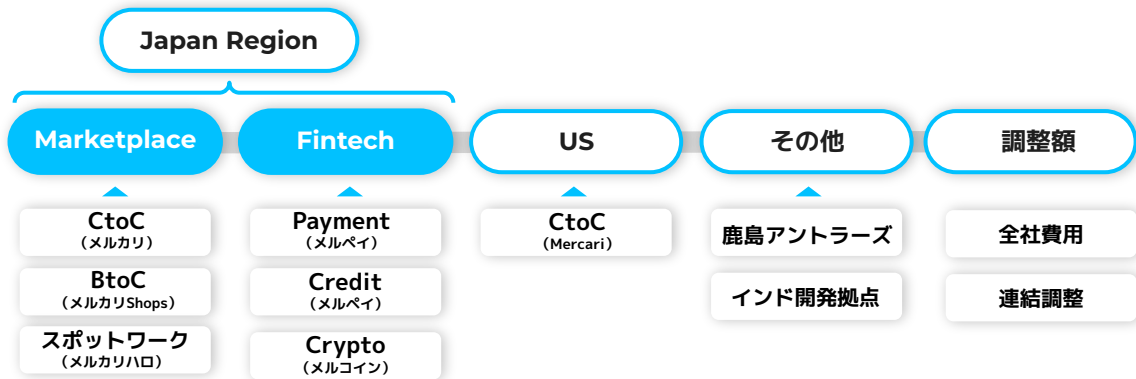 Japan Region
Marketplace
Fintech
US
その他
調整額
CtoC
（メルカリ）
BtoC
（メルカリShops）
スポットワーク
（メルカリハロ）
Payment
（メルペイ）
Credit
（メルペイ）
Crypto
（メルコイン）
CtoC
（Mercari）
鹿島アントラーズ
インド開発拠点
全社費用
連結調整